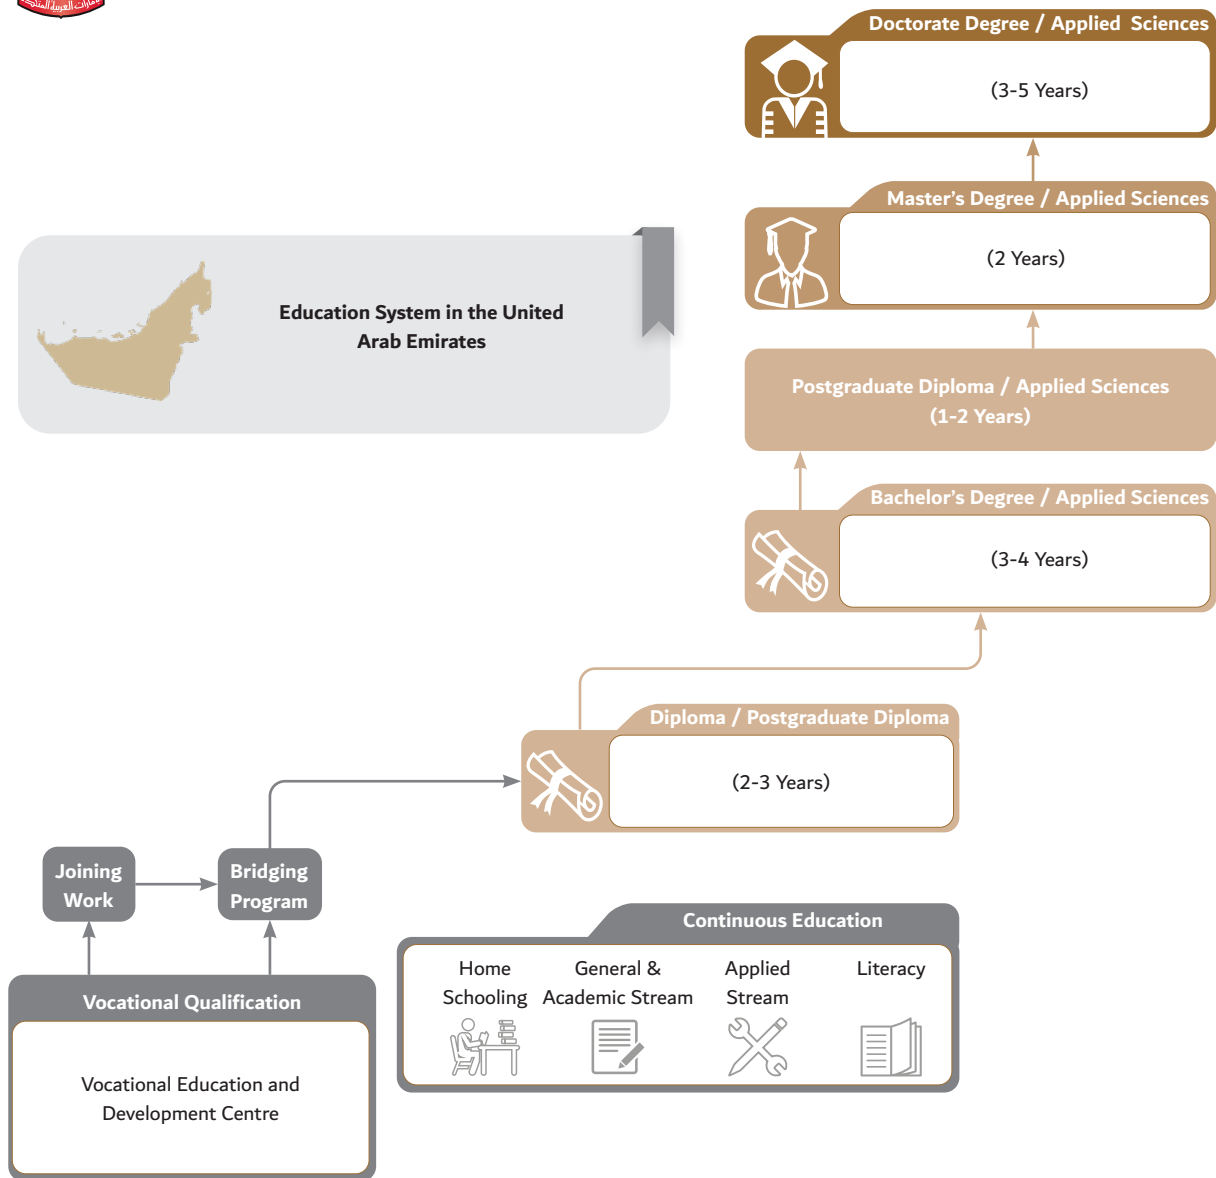 الإمارات العربية المتحدة
Doctorate Degree / Applied Sciences
(3-5 Years)
Master's Degree / Applied Sciences
(2 Years)
Education System in the United
Arab Emirates
Postgraduate Diploma / Applied Sciences
(1-2 Years)
Bachelor's Degree / Applied Sciences
(3-4 Years)
Diploma / Postgraduate Diploma
(2-3 Years)
Joining
Work
Bridging
Program
Continuous Education
Home
Schooling
General &
Academic Stream
Applied
Stream
Literacy
Vocational Qualification
Vocational Education and
Development Centre